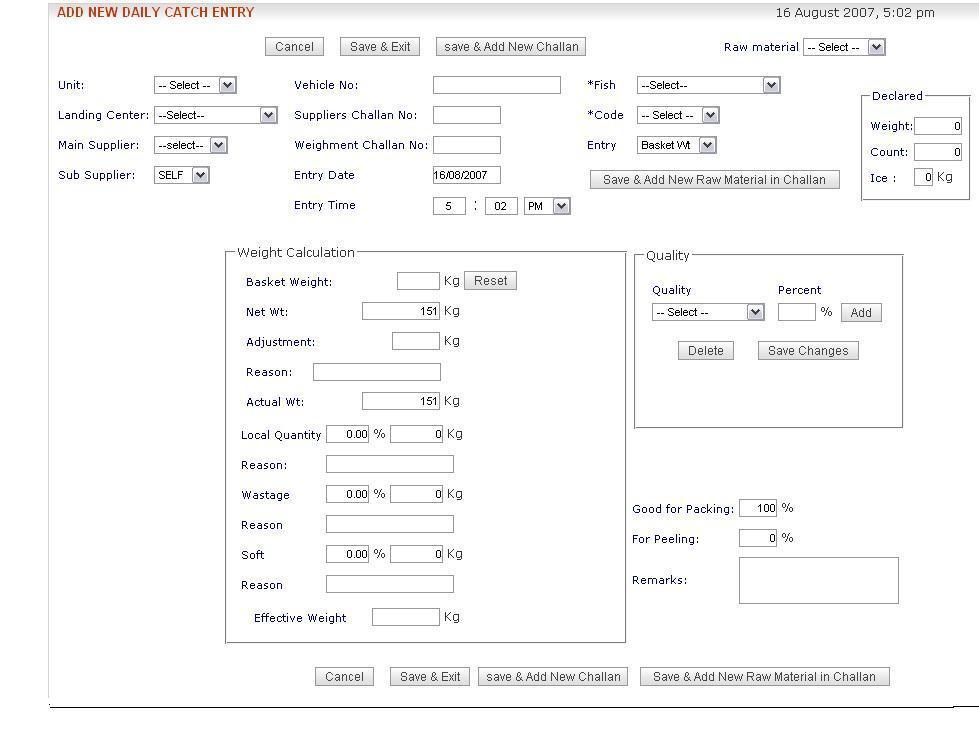 ADD NEW DAILY CATCH ENTRY 16 August 2007, 5:02 pm
Cancel Save & Exit save & Add New Challan Raw material -- Select --
Unit: -- Select -- Vehicle No: *Fish --Select--
Declared
Landing Center: --Select-- Suppliers Challan No: *Code -- Select --
Weight: 0
Main Supplier: --select-- Weighment Challan No: Entry Basket Wt
Count: 0
Sub Supplier: SELF Entry Date 16/08/2007 Save & Add New Raw Material in Challan
Ice : 0 Kg
Entry Time 5 : 02 PM
Weight Calculation
Basket Weight: Kg Reset
Net Wt: 151 Kg
Adjustment: Kg
Reason:
Actual Wt: 151 Kg
Local Quantity 0.00 % 0 Kg
Reason:
Wastage 0.00 % 0 Kg
Reason
Soft 0.00 % 0 Kg
Reason
Effective Weight Kg
Quality
Quality Percent
-- Select -- % Add
Delete Save Changes
Good for Packing: 100 %
For Peeling: 0 %
Remarks:
Cancel Save & Exit save & Add New Challan Save & Add New Raw Material in Challan